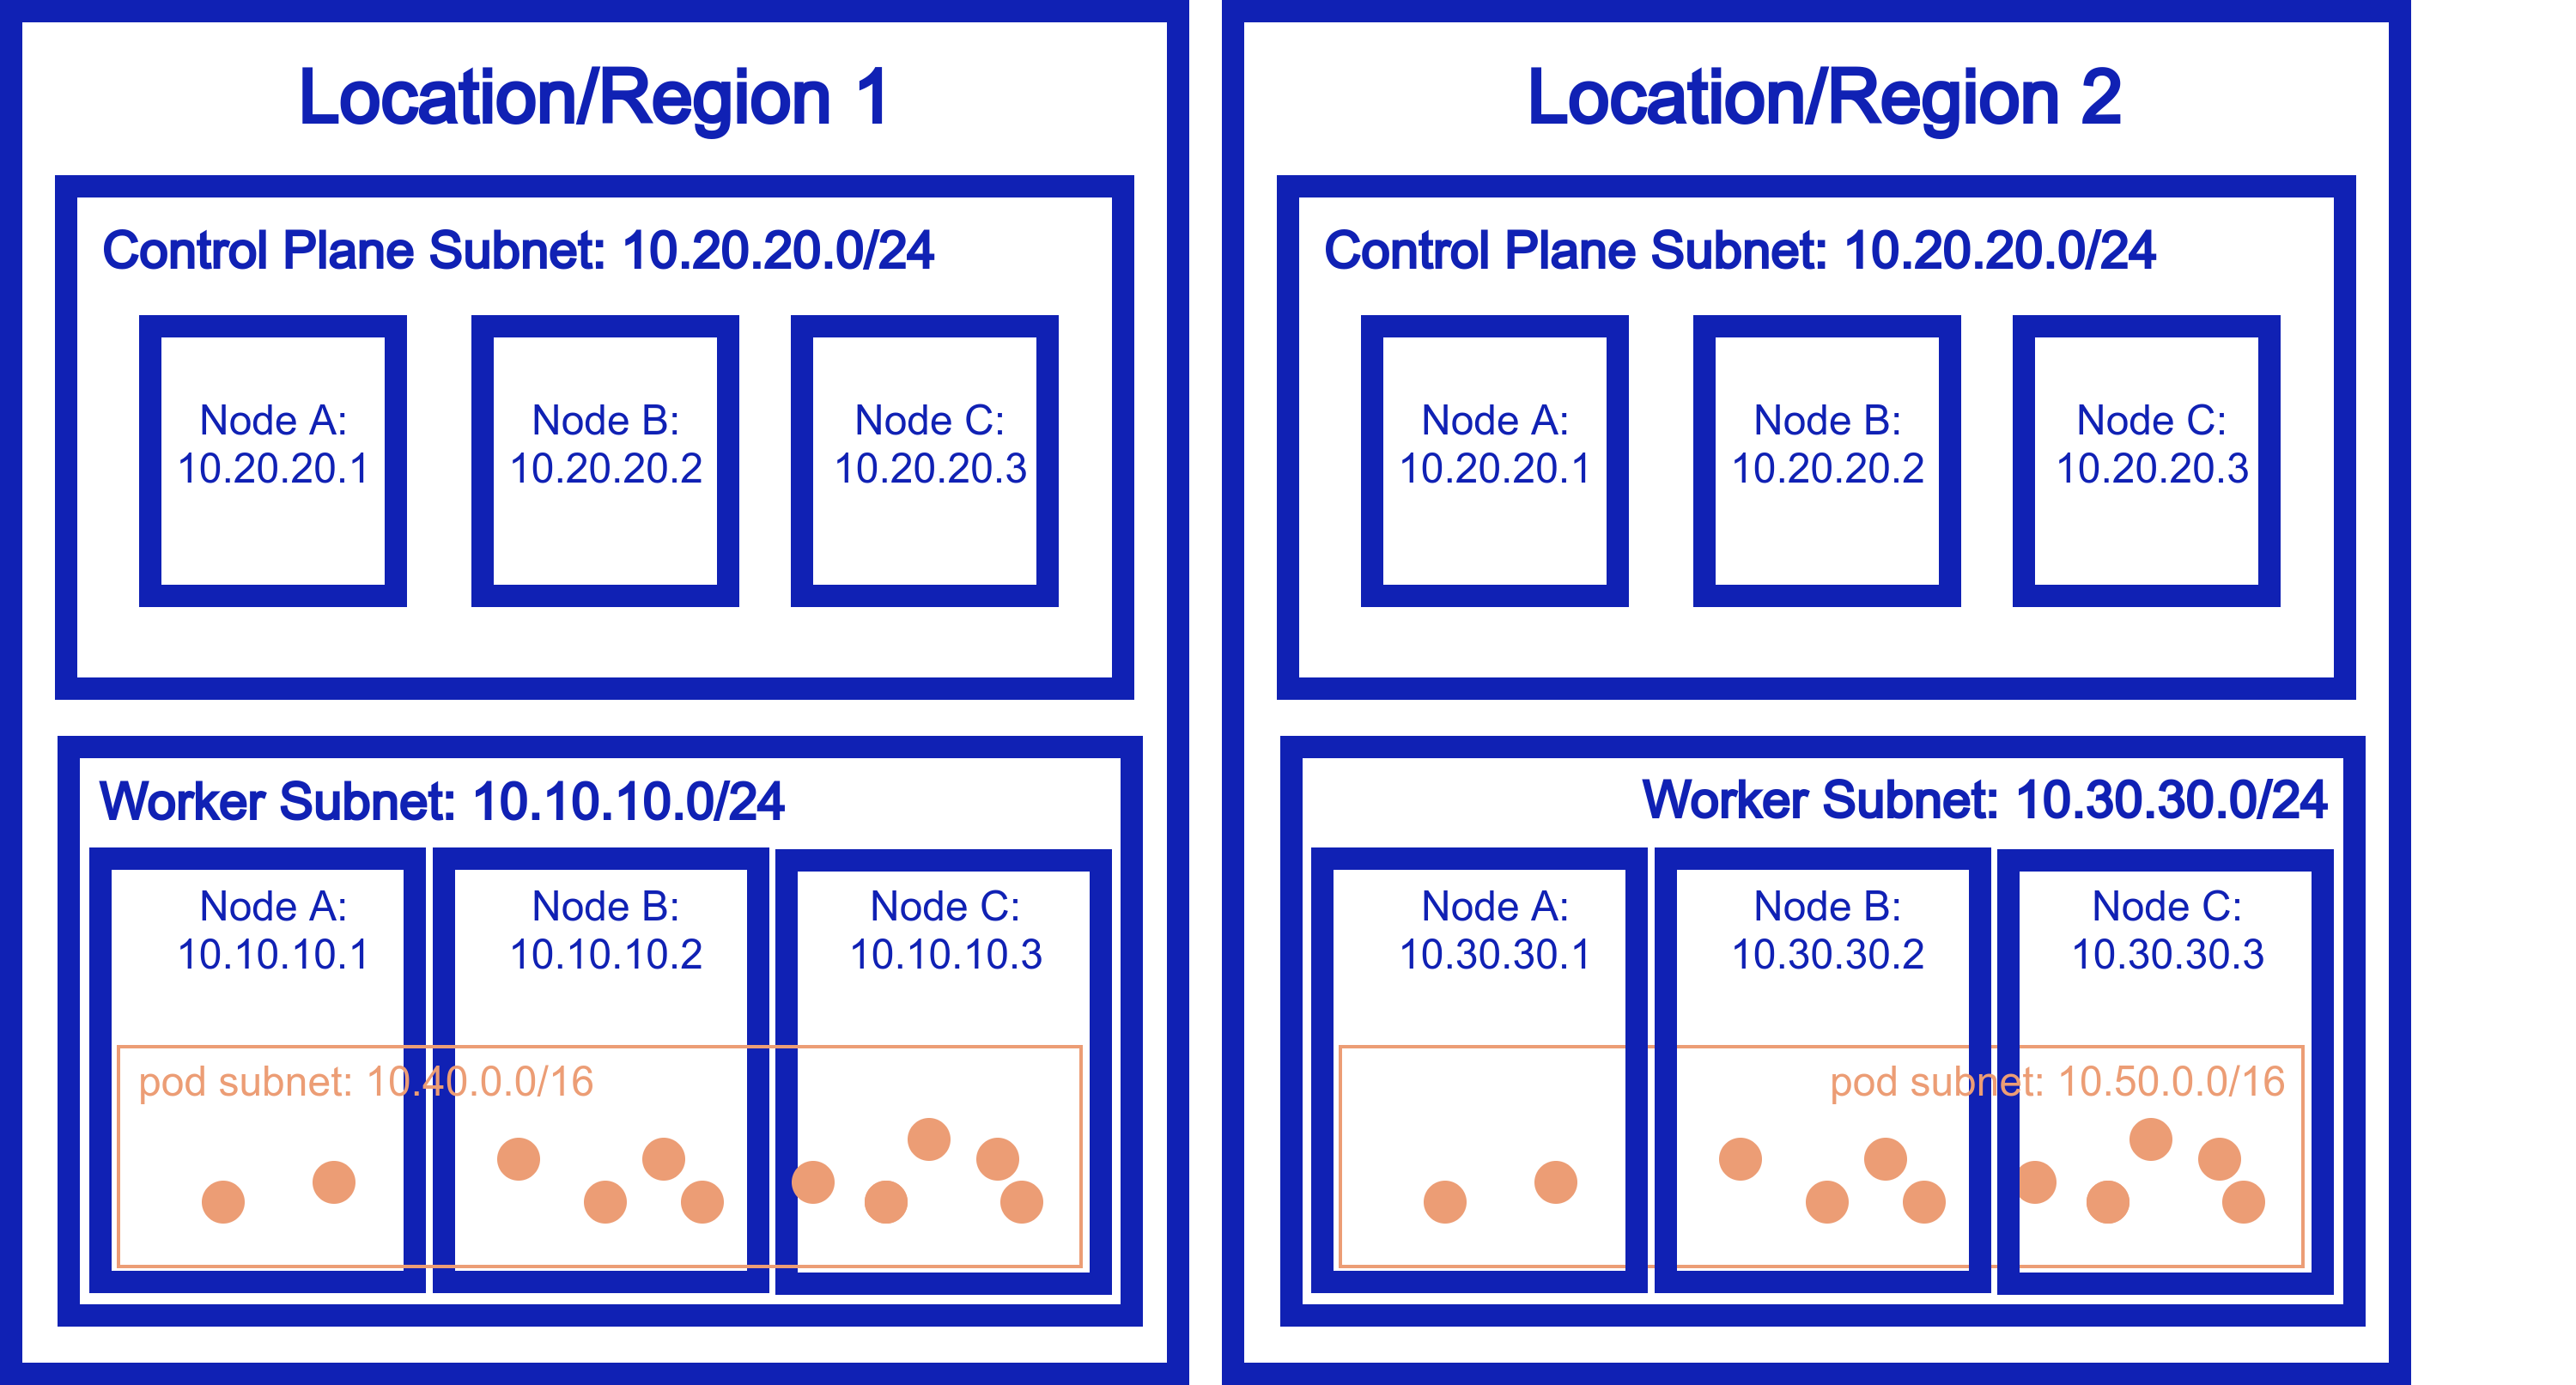 Location/Region 1
Control Plane Subnet: 10.20.20.0/24
Node A:
10.20.20.1
Node B:
10.20.20.2
Node C:
10.20.20.3
Worker Subnet: 10.10.10.0/24
Node A:
10.10.10.1
Node B:
10.10.10.2
Node C:
10.10.10.3
pod subnet: 10.40.0.0/16
Location/Region 2
Control Plane Subnet: 10.20.20.0/24
Node A:
10.20.20.1
Node B:
10.20.20.2
Node C:
10.20.20.3
Worker Subnet: 10.30.30.0/24
Node A:
10.30.30.1
Node B:
10.30.30.2
Node C:
10.30.30.3
pod subnet: 10.50.0.0/16